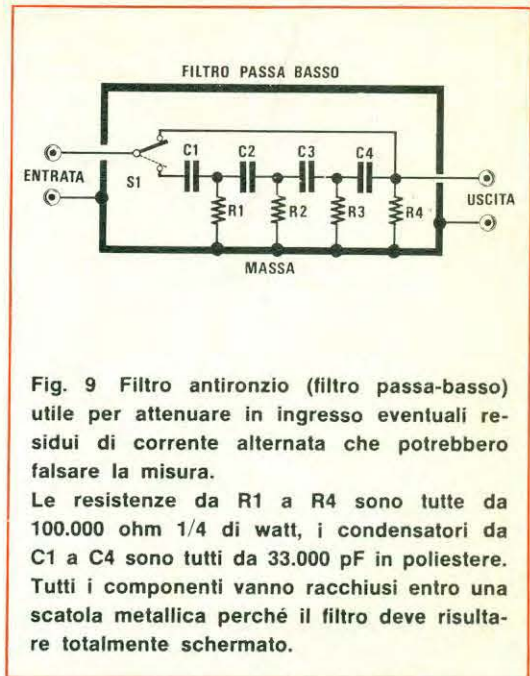 FILTRO PASSA BASSO
C1 C2 C3 C4
ENTRATA
S1
USCITA
R1 R2 R3 R4
MASSA
Fig. 9 Filtro antironzio (filtro passa-basso)
utile per attenuare in ingresso eventuali re-
sidui di corrente alternata che potrebbero
falsare la misura.
Le resistenze da R1 a R4 sono tutte da
100.000 ohm 1/4 di watt, i condensatori da
C1 a C4 sono tutti da 33.000 pF in poliestere.
Tutti i componenti vanno racchiusi entro una
scatola metallica perché il filtro deve risulta-
re totalmente schermato.